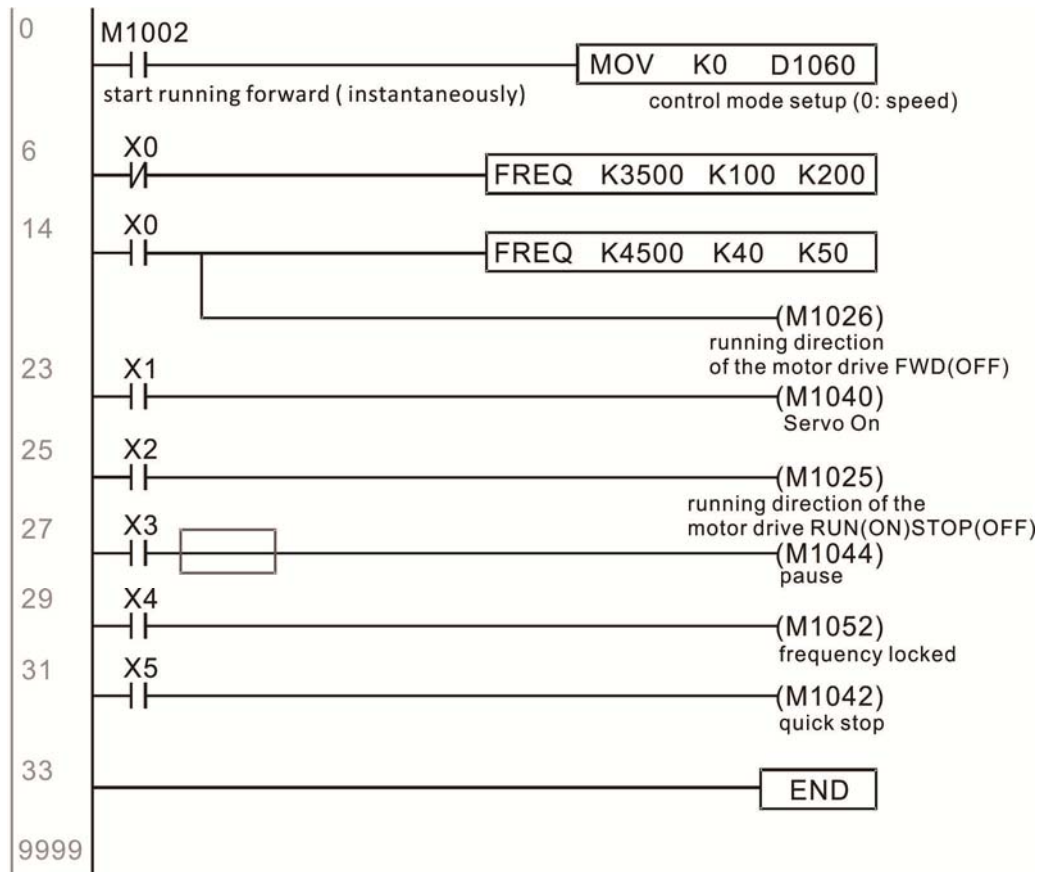 0
M1002
MOV K0 D1060
start running forward ( instantaneously)
control mode setup (0: speed)
6
X0
FREQ K3500 K100 K200
14
X0
FREQ K4500 K40 K50
(M1026)
running direction
of the motor drive FWD(OFF)
23
X1
(M1040)
Servo On
25
X2
(M1025)
running direction of the
motor drive RUN(ON)STOP(OFF)
27
X3
(M1044)
pause
29
X4
(M1052)
frequency locked
31
X5
(M1042)
quick stop
33
END
9999